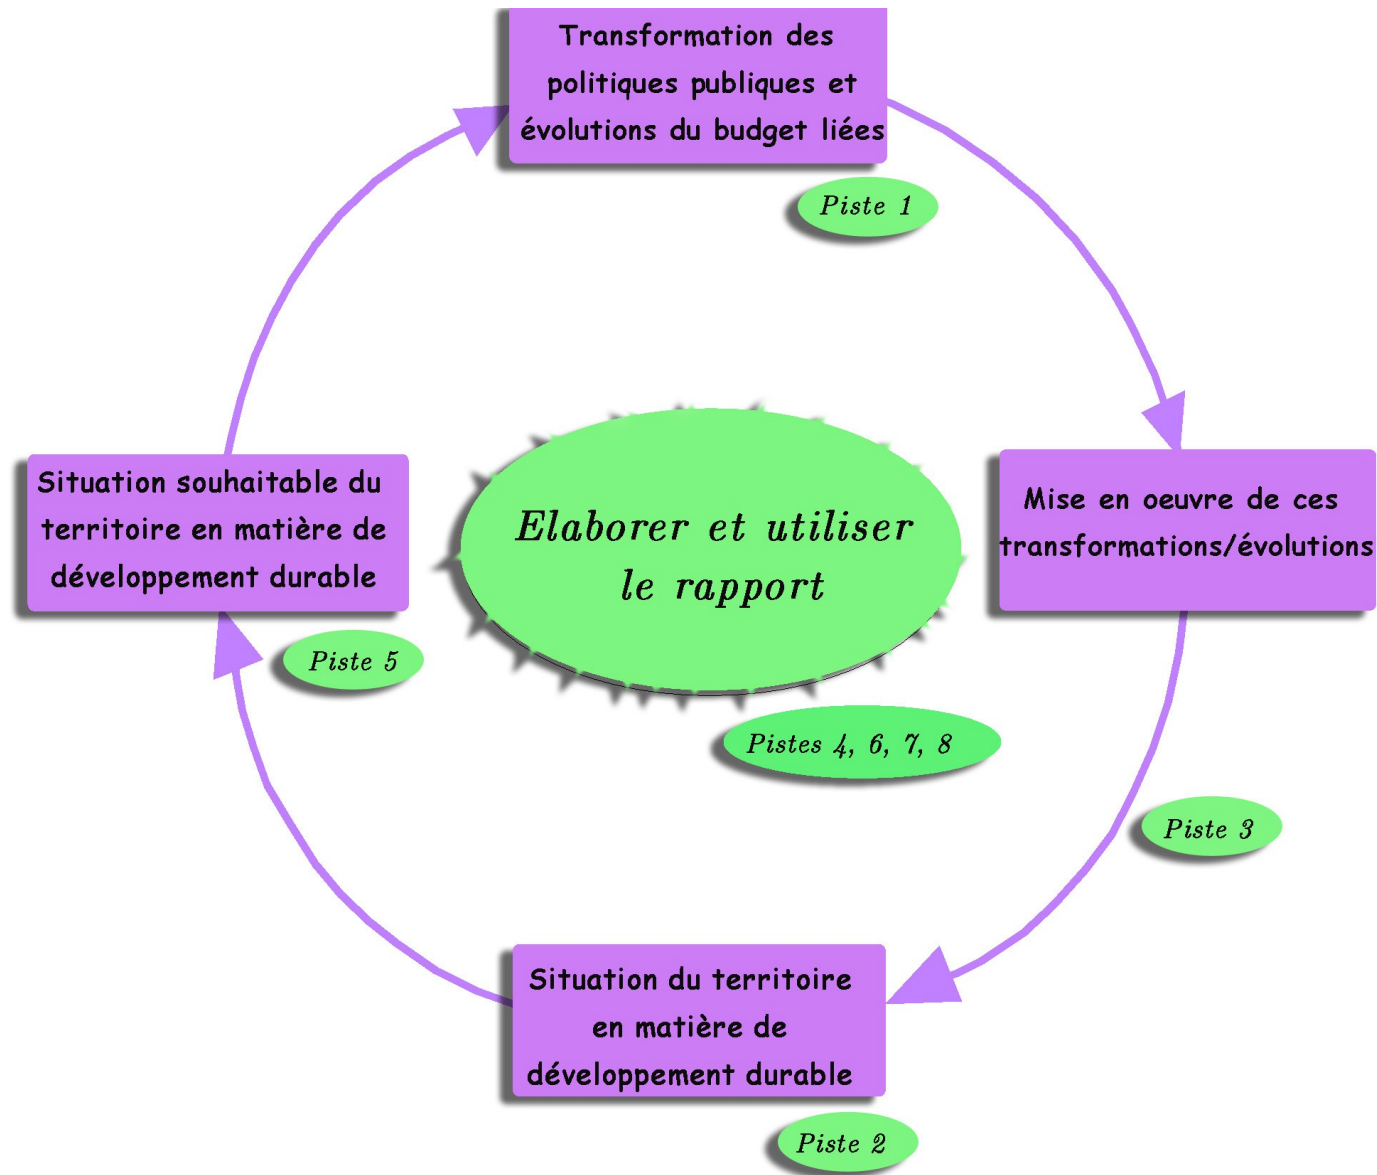 Transformation des
politiques publiques et
évolutions du budget liées
Piste 1
Situation souhaitable du
territoire en matière de
développement durable
Piste 5
Elaborer et utiliser
le rapport
Pistes 4, 6, 7, 8
Mise en oeuvre de ces
transformations/évolutions
Piste 3
Situation du territoire
en matière de
développement durable
Piste 2